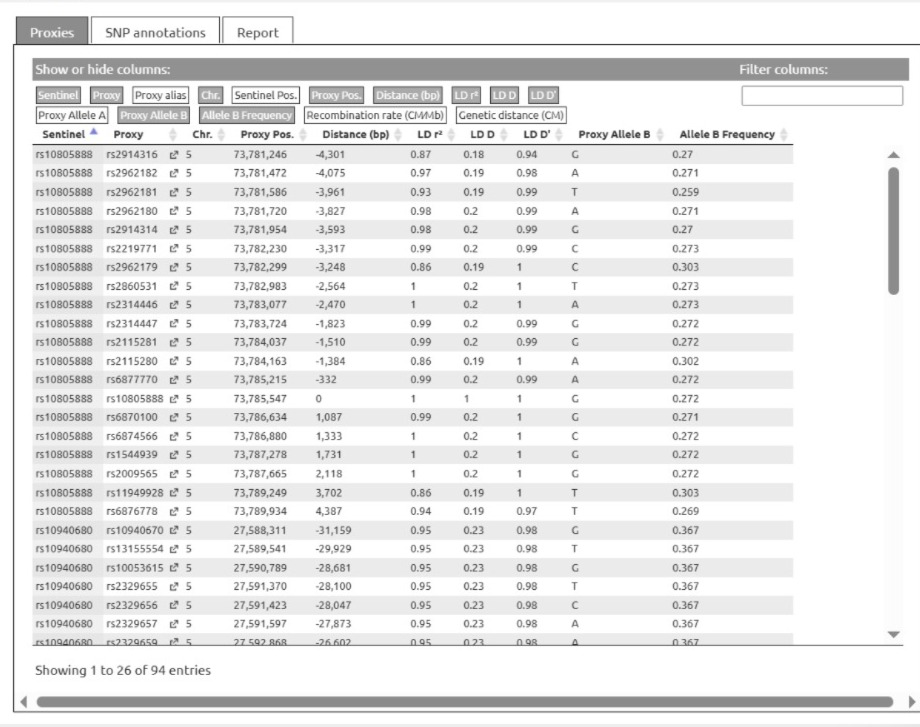 Proxies SNP annotations Report
Show or hide columns: Filter columns:
Sentinel Proxy Proxy alias Chr. Sentinel Pos. Proxy Pos. Distance (bp) LD r² LD D LD D'
Proxy Allele A Proxy Allele B Allele B Frequency Recombination rate (CM/Mb) Genetic distance (CM)
Sentinel Proxy Chr. Proxy Pos. Distance (bp) LD r² LD D LD D' Proxy Allele B Allele B Frequency
rs10805888 rs2914316 5 73,781,246 -4,301 0.87 0.18 0.94 G 0.27
rs10805888 rs2962182 5 73,781,472 -4,075 0.97 0.19 0.98 A 0.271
rs10805888 rs2962181 5 73,781,586 -3,961 0.93 0.19 0.99 T 0.259
rs10805888 rs2962180 5 73,781,720 -3,827 0.98 0.2 0.99 A 0.271
rs10805888 rs2914314 5 73,781,954 -3,593 0.98 0.2 0.99 G 0.27
rs10805888 rs2219771 5 73,782,230 -3,317 0.99 0.2 0.99 C 0.273
rs10805888 rs2962179 5 73,782,299 -3,248 0.86 0.19 1 C 0.303
rs10805888 rs2860531 5 73,782,983 -2,564 1 0.2 1 T 0.273
rs10805888 rs2314446 5 73,783,077 -2,470 1 0.2 1 A 0.273
rs10805888 rs2314447 5 73,783,724 -1,823 0.99 0.2 0.99 G 0.272
rs10805888 rs2115281 5 73,784,037 -1,510 0.99 0.2 0.99 G 0.272
rs10805888 rs2115280 5 73,784,163 -1,384 0.86 0.19 1 A 0.302
rs10805888 rs6877770 5 73,785,215 -332 0.99 0.2 0.99 A 0.272
rs10805888 rs10805888 5 73,785,547 0 1 1 1 G 0.272
rs10805888 rs6870100 5 73,786,634 1,087 0.99 0.2 1 G 0.271
rs10805888 rs6874566 5 73,786,880 1,333 1 0.2 1 C 0.272
rs10805888 rs1544939 5 73,787,278 1,731 1 0.2 1 G 0.272
rs10805888 rs2009565 5 73,787,665 2,118 1 0.2 1 G 0.272
rs10805888 rs11949928 5 73,789,249 3,702 0.86 0.19 1 T 0.303
rs10805888 rs6876778 5 73,789,934 4,387 0.94 0.19 0.97 T 0.269
rs10940680 rs10940670 5 27,588,311 -31,159 0.95 0.23 0.98 G 0.367
rs10940680 rs13155554 5 27,589,541 -29,929 0.95 0.23 0.98 T 0.367
rs10940680 rs10053615 5 27,590,789 -28,681 0.95 0.23 0.98 G 0.367
rs10940680 rs2329655 5 27,591,370 -28,100 0.95 0.23 0.98 T 0.367
rs10940680 rs2329656 5 27,591,423 -28,047 0.95 0.23 0.98 C 0.367
rs10940680 rs2329657 5 27,591,597 -27,873 0.95 0.23 0.98 A 0.367
rs10940680 rs2329659 5 27,592,868 -26,602 0.95 0.23 0.98 A 0.367
Showing 1 to 26 of 94 entries